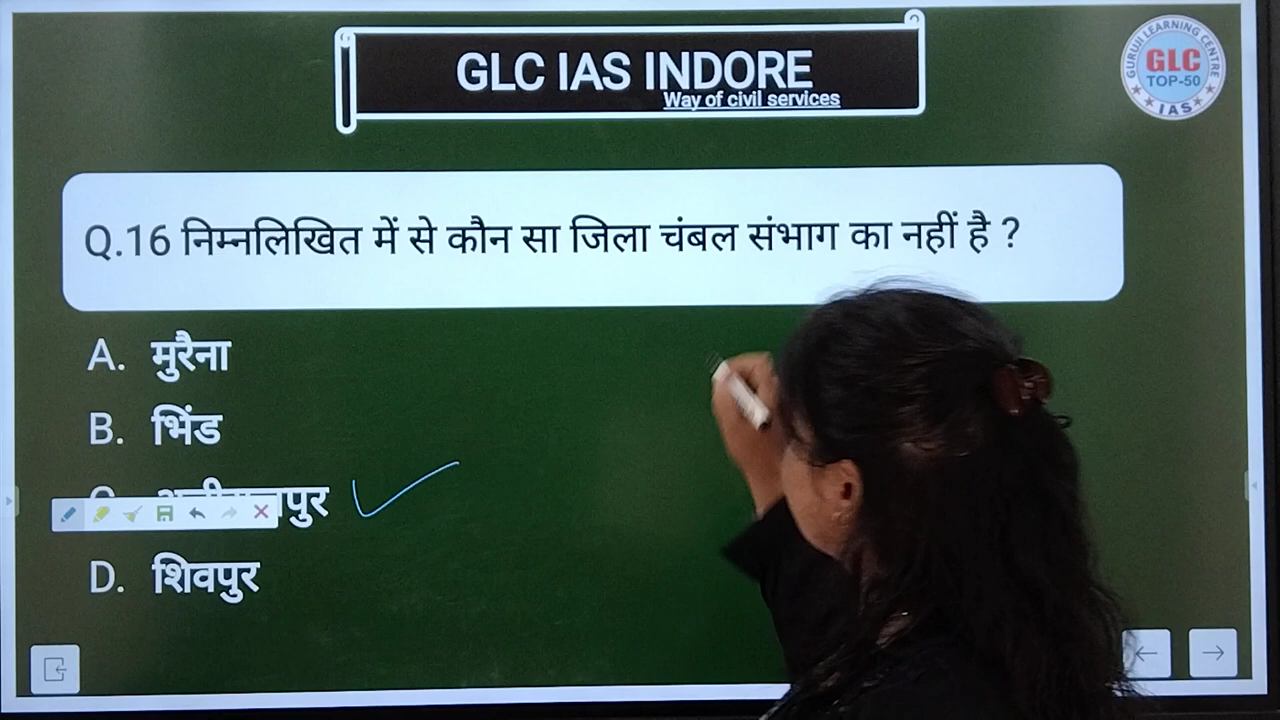 GLC IAS INDORE
Way of civil services
GURUJI LEARNING CENTRE
GLC
TOP-50
IAS
Q.16 निम्नलिखित में से कौन सा जिला चंबल संभाग का नहीं है ?
A. मुरैना
B. भिंड
D. शिवपुर